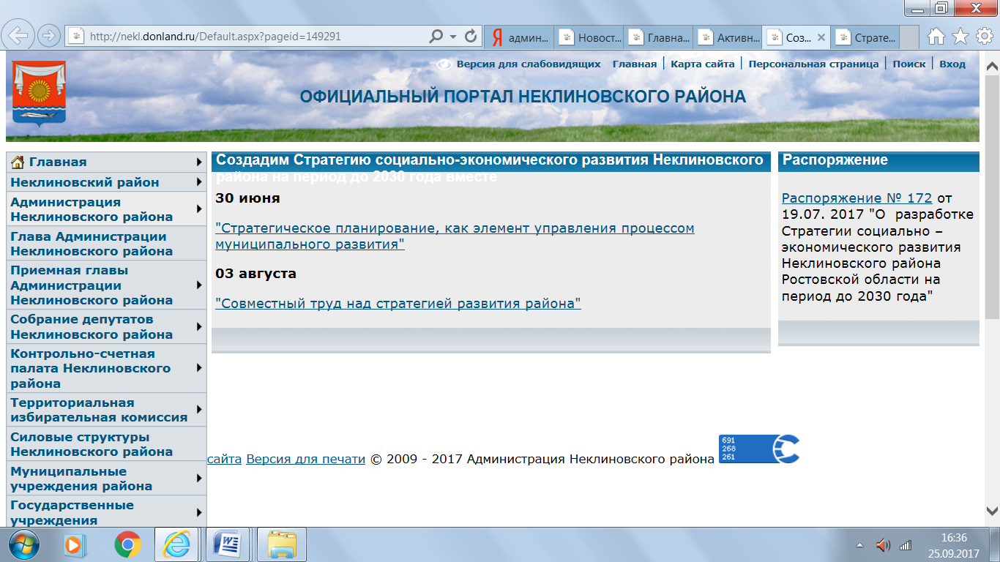 http://nekl.donland.ru/Default.aspx?pageid=149291
Я админ...
Новост...
Главна...
Активн...
Соз...
Страте...
Версия для слабовидящих Главная Карта сайта Персональная страница Поиск Вход
ОФИЦИАЛЬНЫЙ ПОРТАЛ НЕКЛИНОВСКОГО РАЙОНА
Главная
Неклиновский район
Администрация
Неклиновского района
Глава Администрации
Неклиновского района
Приемная главы
Администрации
Неклиновского района
Собрание депутатов
Неклиновского района
Контрольно-счетная
палата Неклиновского
района
Территориальная
избирательная комиссия
Силовые структуры
Неклиновского района
Муниципальные
учреждения района
Государственные
учреждения
Создадим Стратегию социально-экономического развития Неклиновского
района на период до 2030 года вместе
30 июня
"Стратегическое планирование, как элемент управления процессом
муниципального развития"
03 августа
"Совместный труд над стратегией развития района"
Распоряжение
Распоряжение № 172 от
19.07. 2017 "О разработке
Стратегии социально –
экономического развития
Неклиновского района
Ростовской области на
период до 2030 года"
сайта Версия для печати © 2009 - 2017 Администрация Неклиновского района
691
268
261
16:36
25.09.2017